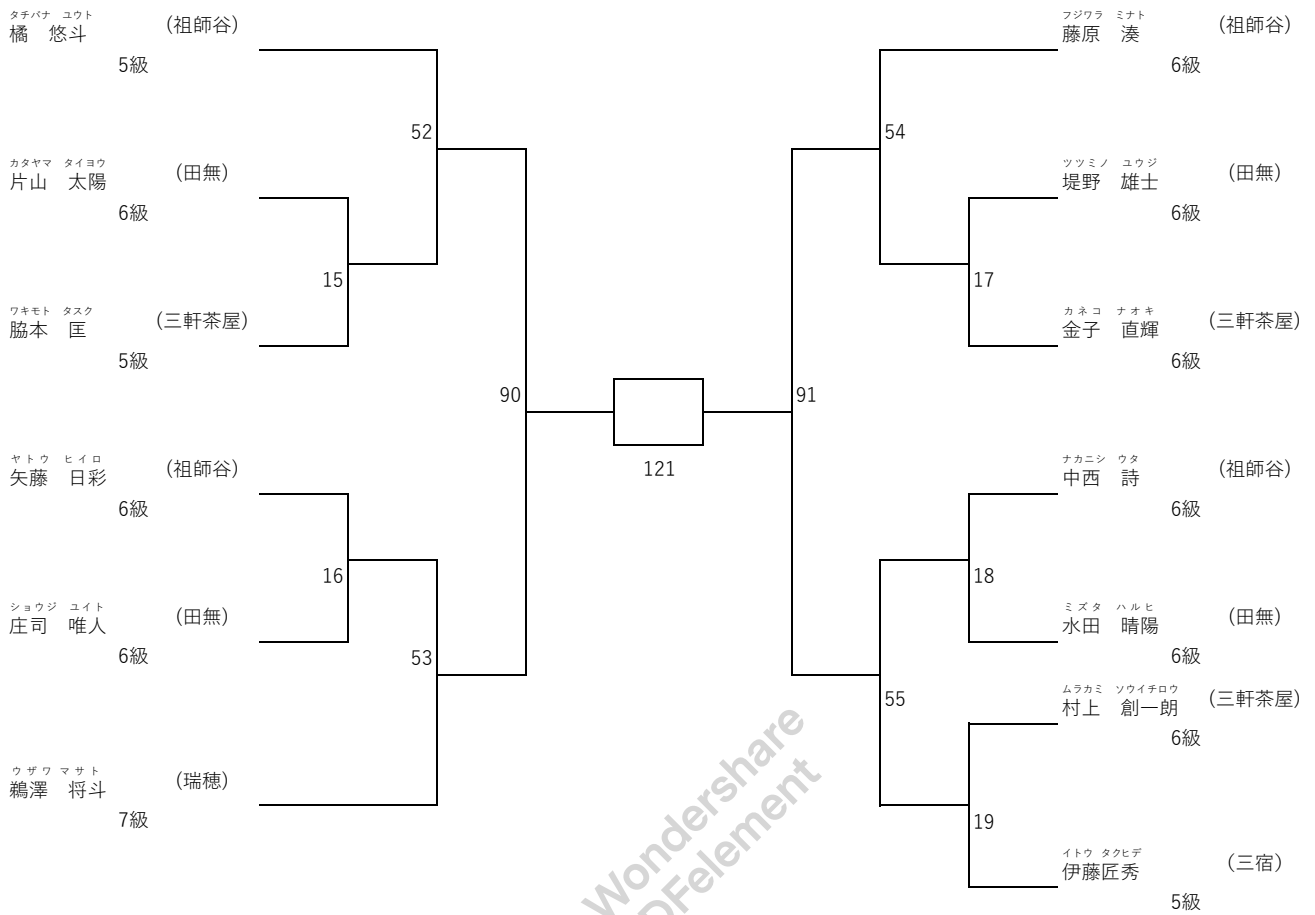 タチバナ ユウト
橘 悠斗
(祖師谷)
5級
カタヤマ タイヨウ
片山 太陽
(田無)
6級
ワキモト タスク
脇本 匡
(三軒茶屋)
5級
ヤトウ ヒイロ
矢藤 日彩
(祖師谷)
6級
ショウジ ユイト
庄司 唯人
(田無)
6級
ウザワ マサト
鵜澤 将斗
(瑞穂)
7級
52
15
90
16
53
121
フジワラ ミナト
藤原 湊
(祖師谷)
6級
ツツミノ ユウジ
堤野 雄士
(田無)
6級
カネコ ナオキ
金子 直輝
(三軒茶屋)
6級
ナカニシ ウタ
中西 詩
(祖師谷)
6級
ミズタ ハルヒ
水田 晴陽
(田無)
6級
ムラカミ ソウイチロウ
村上 創一朗
(三軒茶屋)
6級
イトウ タクヒデ
伊藤匠秀
(三宿)
5級
54
17
91
18
55
19
Wondershare
PDFelement